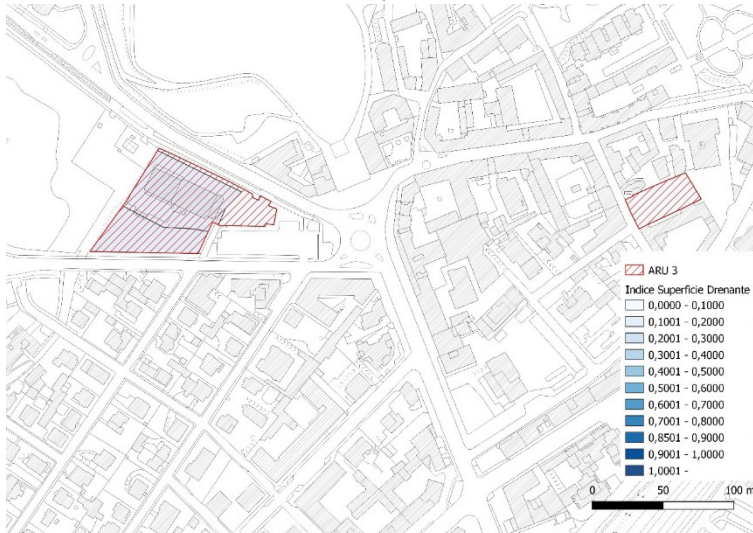 ARU 3
Indice Superficie Drenante
0,0000 - 0,1000
0,1001 - 0,2000
0,2001 - 0,3000
0,3001 - 0,4000
0,4001 - 0,5000
0,5001 - 0,6000
0,6001 - 0,7000
0,7001 - 0,8000
0,8501 - 0,9000
0,9001 - 1,0000
1,0001 -
0 50 100 m